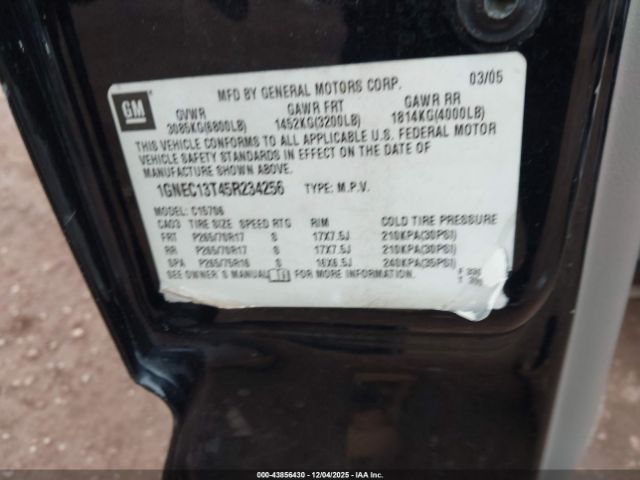 MFD BY GENERAL MOTORS CORP. 03/05
GM
GVWR GAWR FRT GAWR RR
3085KG(6800LB) 1452KG(3200LB) 1814KG(4000LB)
THIS VEHICLE CONFORMS TO ALL APPLICABLE U.S. FEDERAL MOTOR
VEHICLE SAFETY STANDARDS IN EFFECT ON THE DATE OF
MANUFACTURE SHOWN ABOVE.
1GNEC13T45R234256 TYPE: M.P.V.
MODEL: C15706
CAO3 TIRE SIZE SPEED RTG RIM COLD TIRE PRESSURE
FRT P265/70R17 S 17X7.5J 210KPA(30PSI)
RR P265/70R17 S 17X7.5J 210KPA(30PSI)
SPA P265/75R16 S 16X6.5J 240KPA(35PSI)
SEE OWNER'S MANUAL FOR MORE INFORMATION.
000-43856430 - 12/04/2025 - IAA Inc.